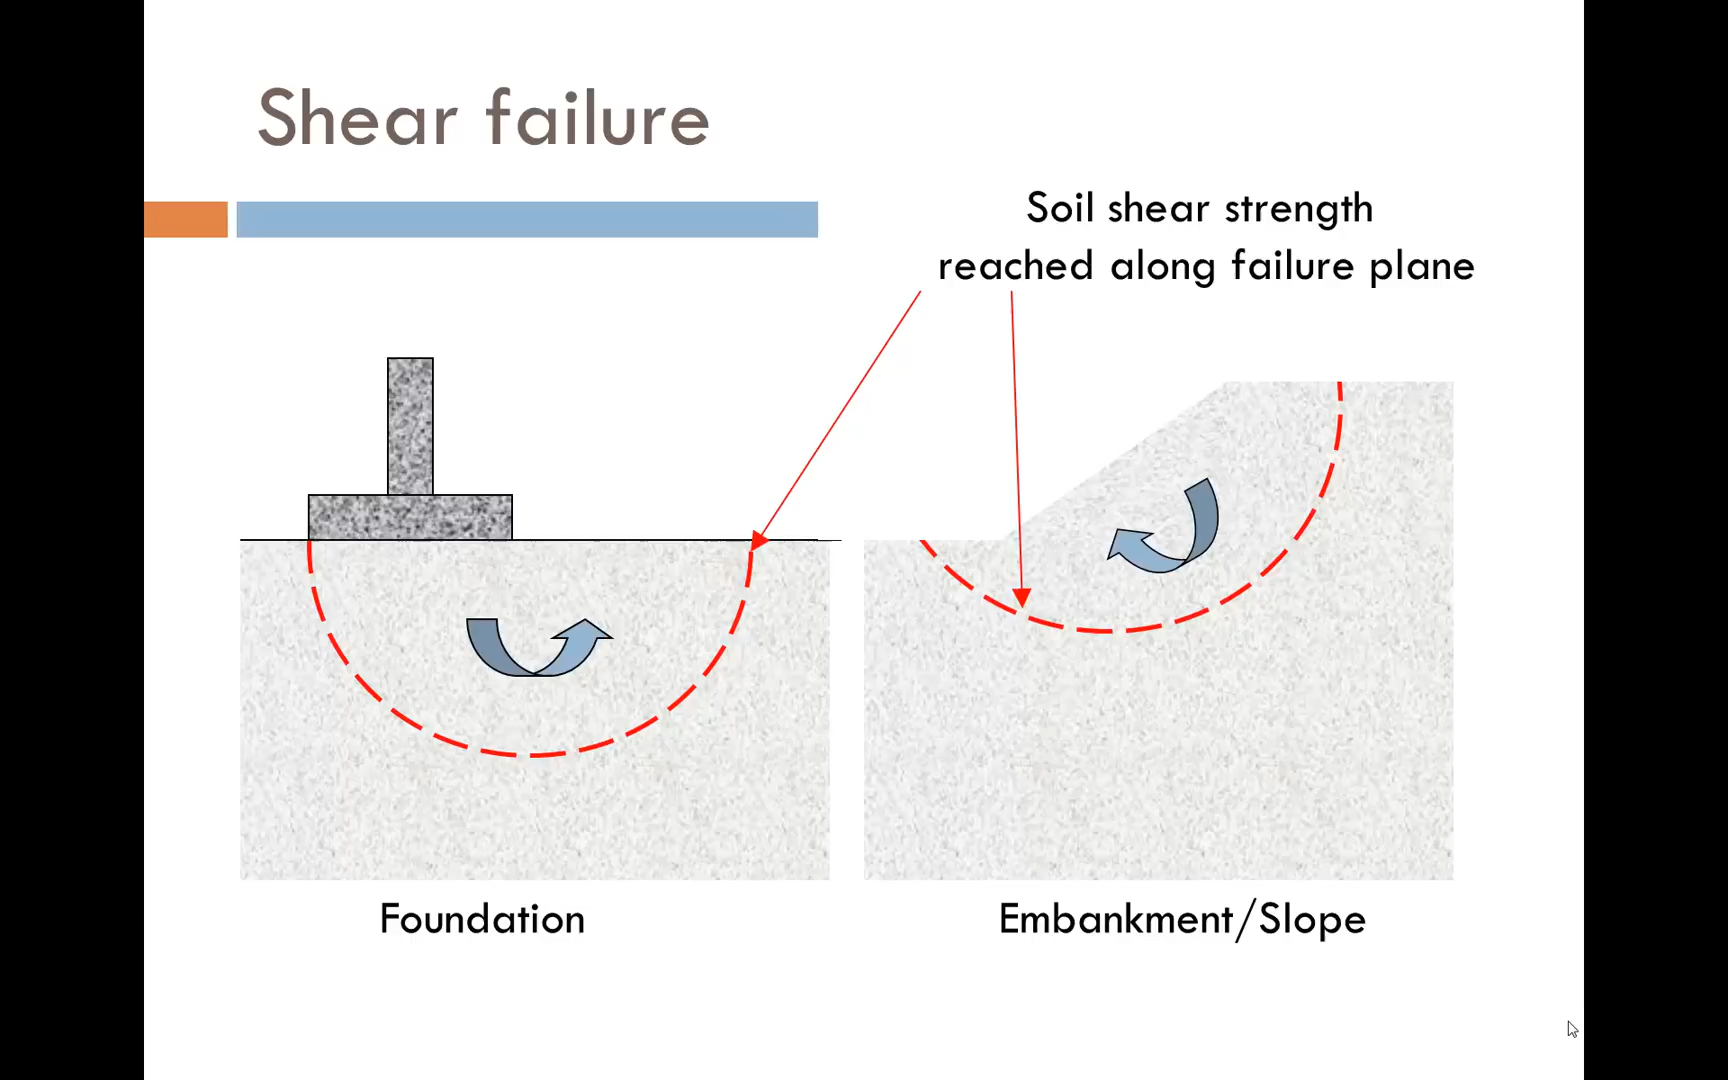 Shear failure
Soil shear strength
reached along failure plane
Foundation
Embankment/Slope